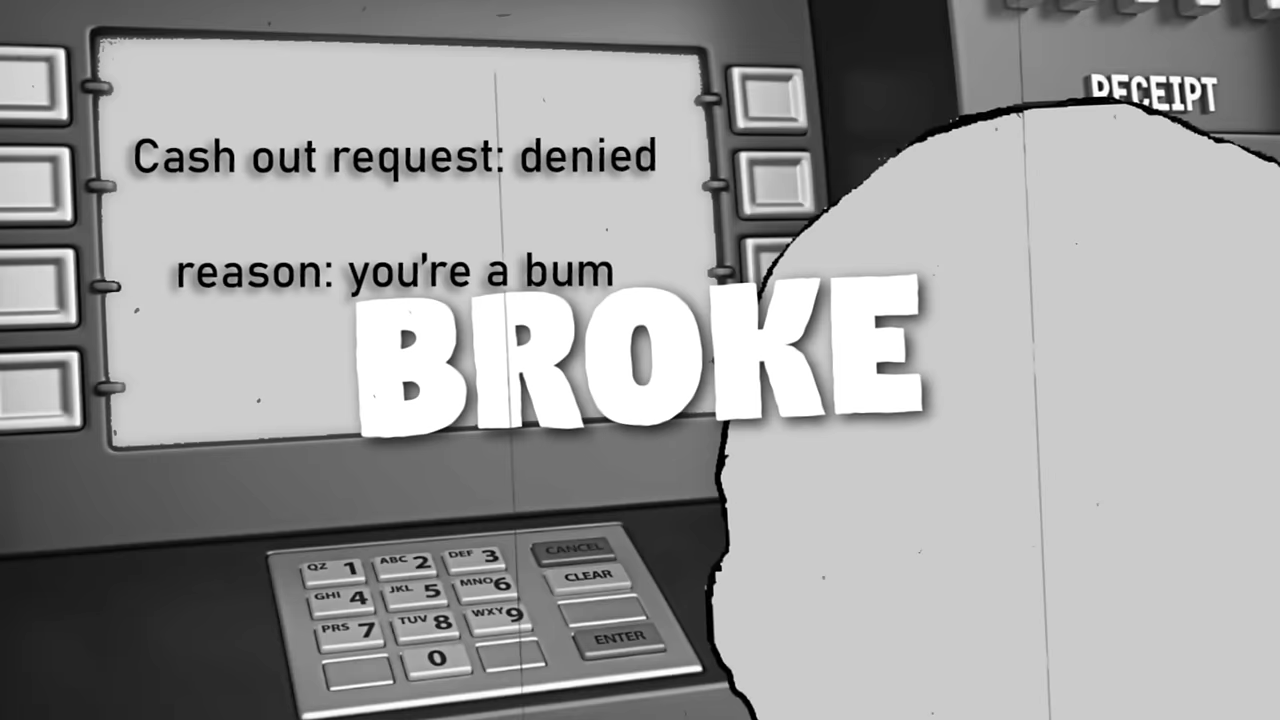 RECEIPT
Cash out request: denied
reason: you're a bum
BROKE
QZ 1 ABC 2 DEF 3 CANCEL
GHI 4 JKL 5 MNO 6 CLEAR
PRS 7 TUV 8 WXY 9
0 ENTER